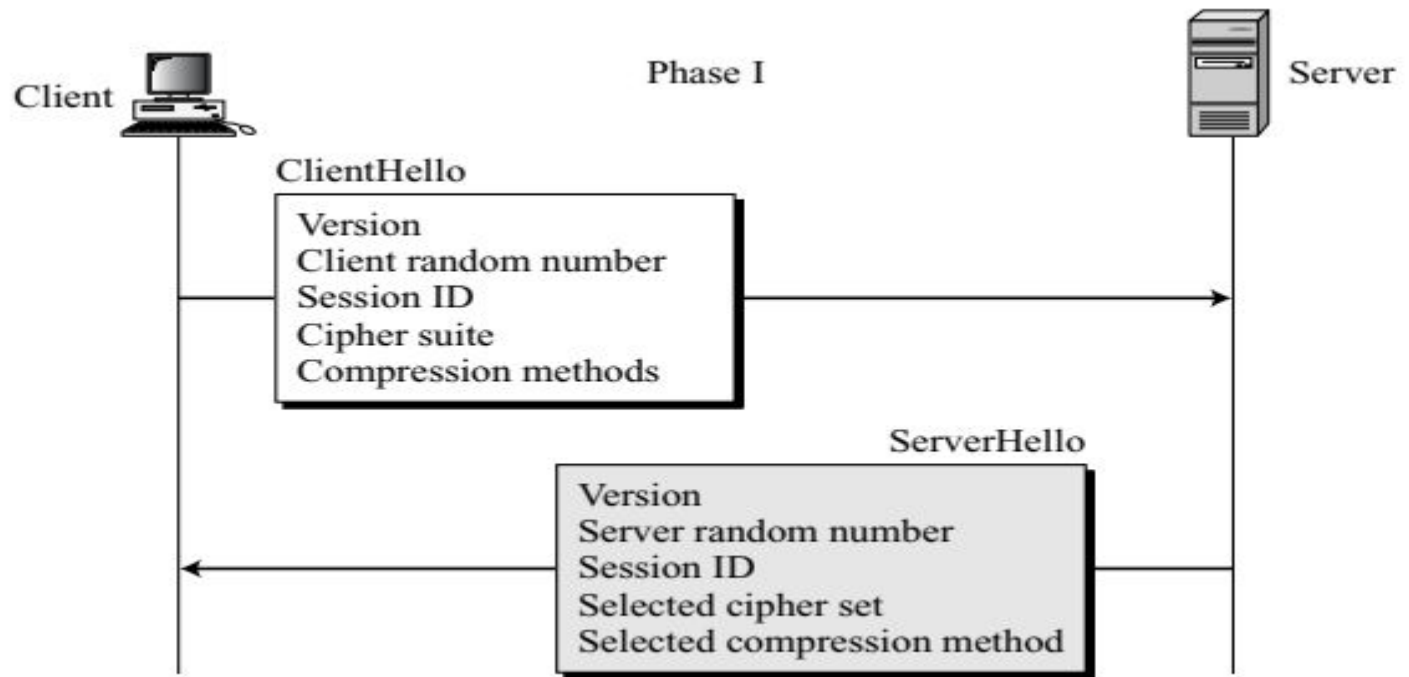 Phase I
Client
Server
ClientHello
Version
Client random number
Session ID
Cipher suite
Compression methods
ServerHello
Version
Server random number
Session ID
Selected cipher set
Selected compression method